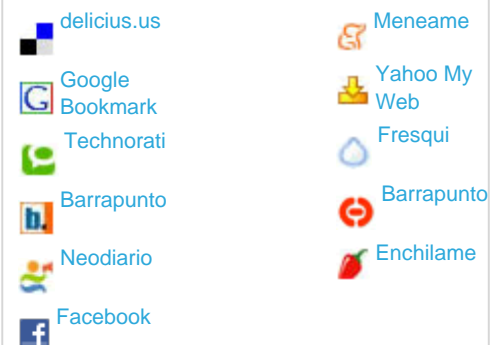 delicius.us
Google
Bookmark
Technorati
Barrapunto
Neodiario
Facebook
Meneame
Yahoo My
Web
Fresqui
Barrapunto
Enchilame